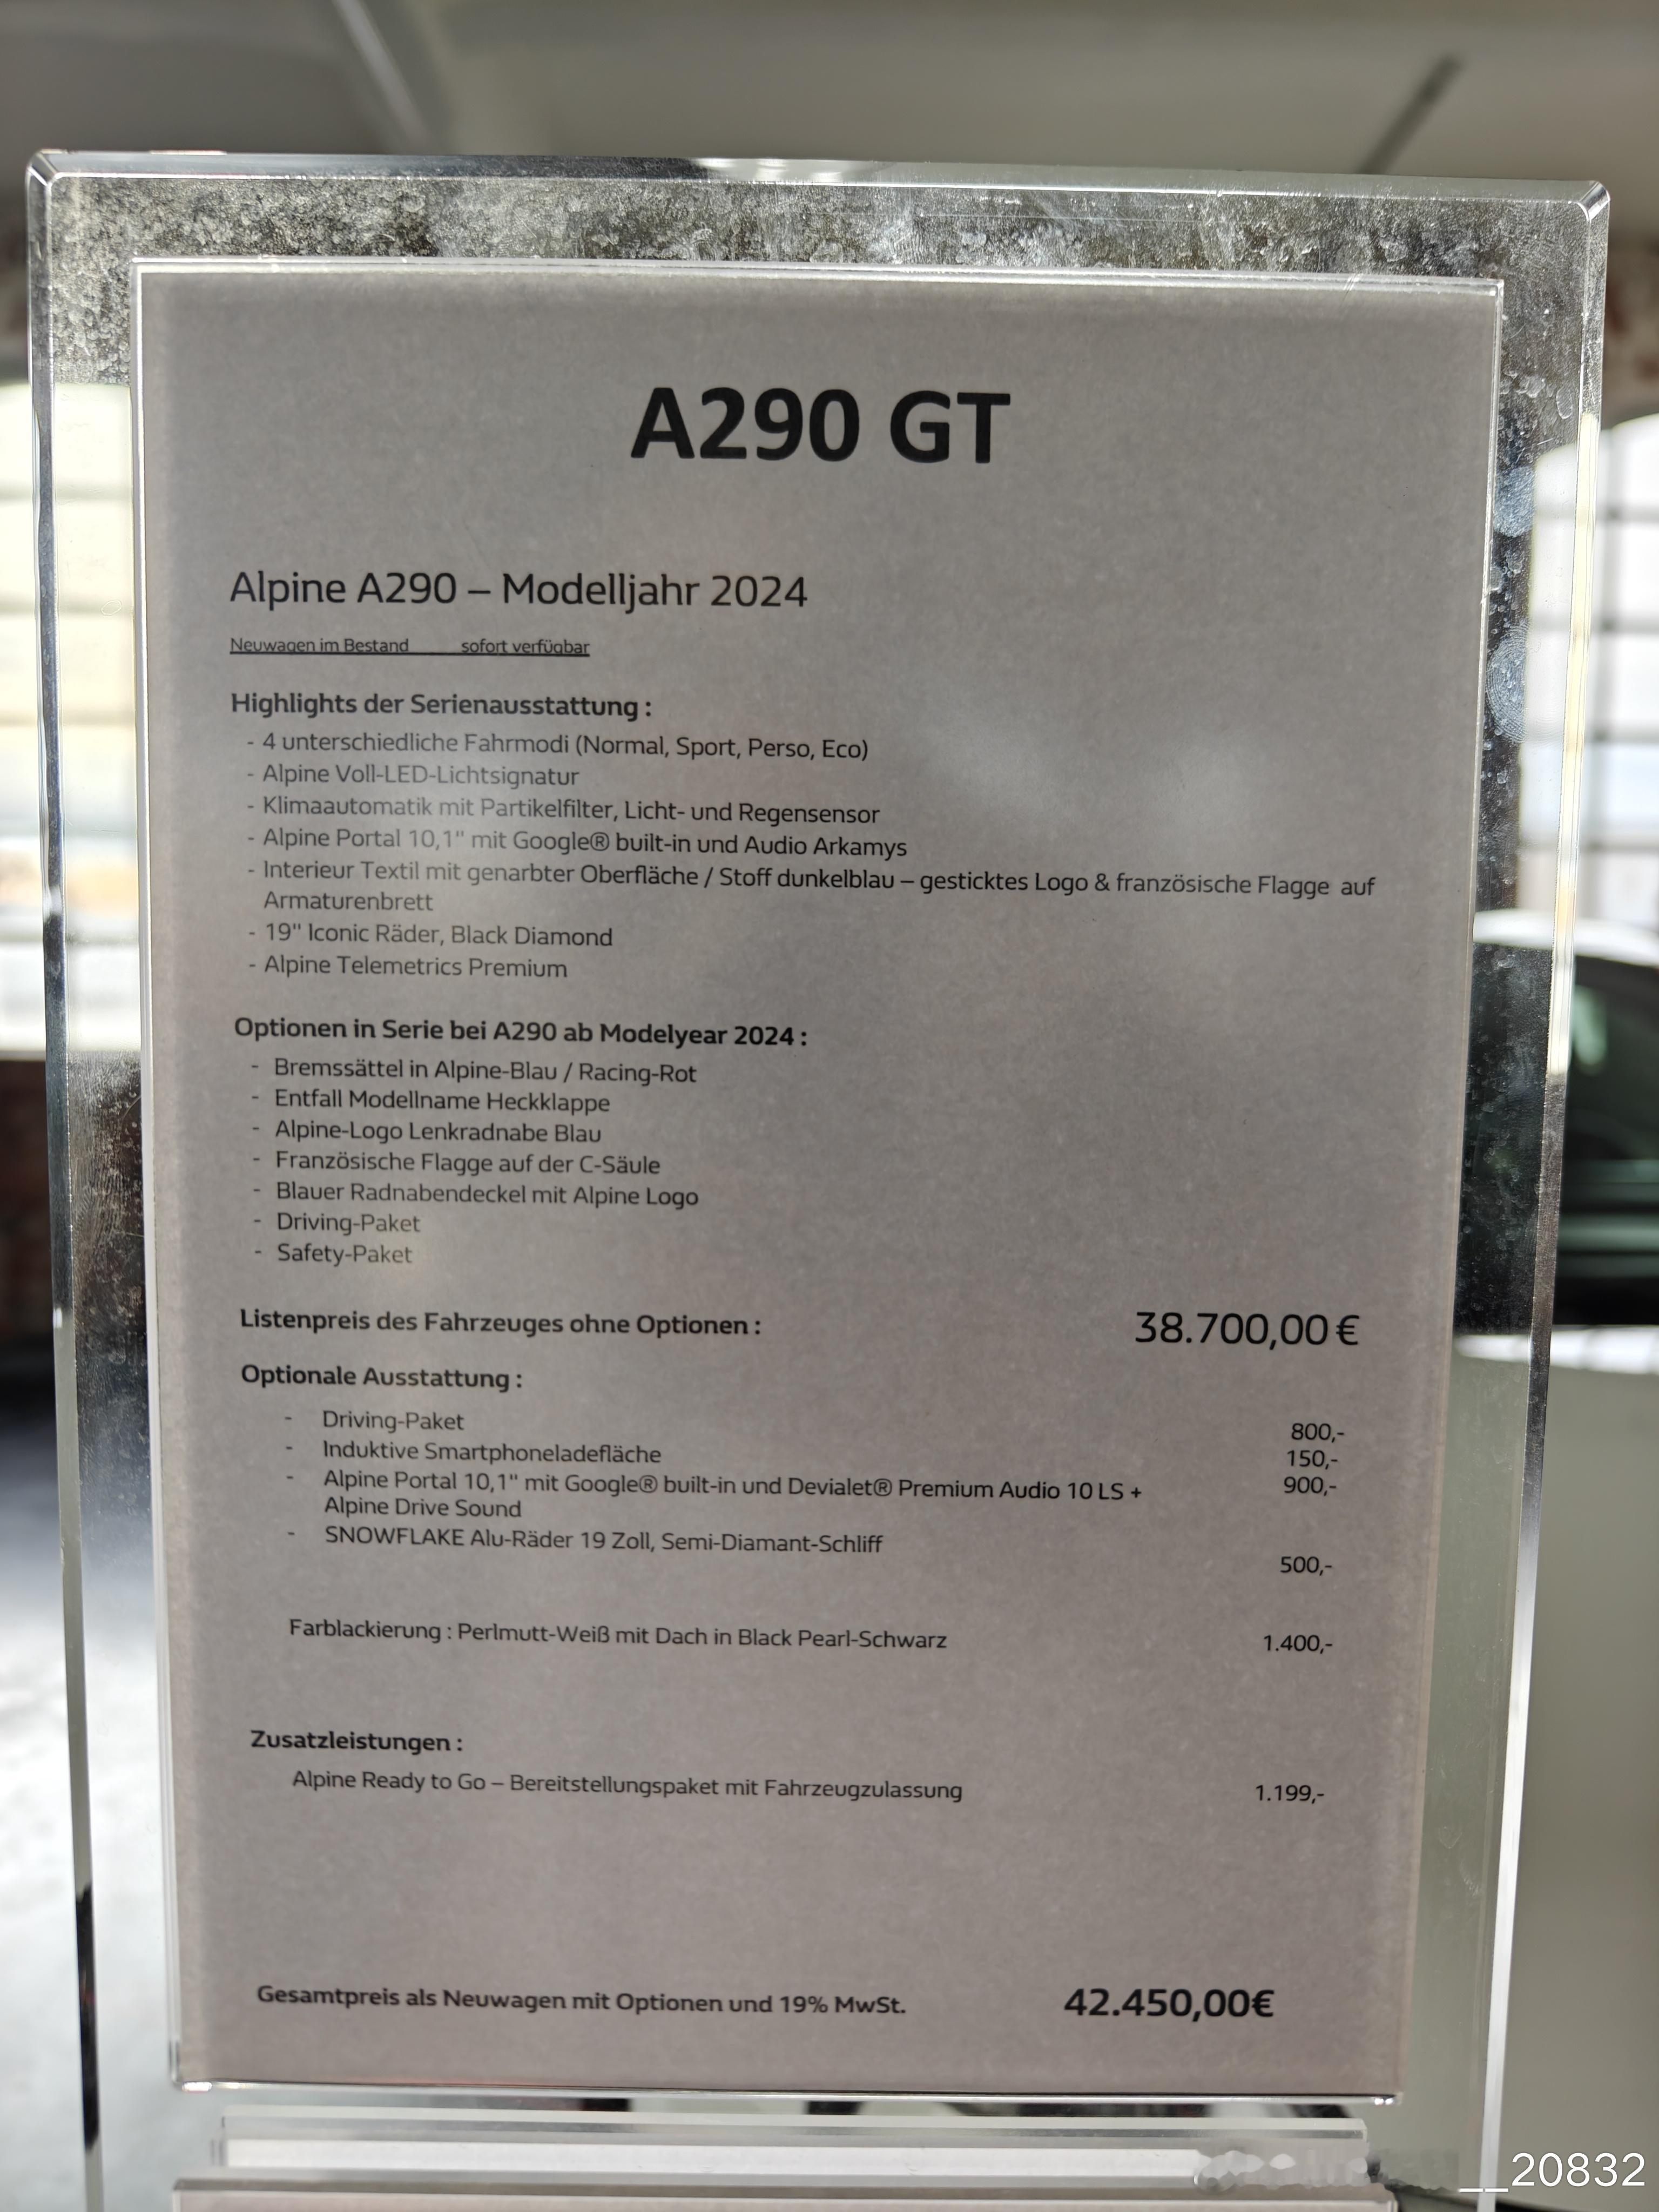 A290 GT
Alpine A290 – Modelljahr 2024
Neuwagen im Bestand sofort verfügbar
Highlights der Serienausstattung :
- 4 unterschiedliche Fahrmodi (Normal, Sport, Perso, Eco)
- Alpine Voll-LED-Lichtsignatur
- Klimaautomatik mit Partikelfilter, Licht- und Regensensor
- Alpine Portal 10,1" mit Google® built-in und Audio Arkamys
- Interieur Textil mit genarbter Oberfläche / Stoff dunkelblau – gesticktes Logo & französische Flagge auf
Armaturenbrett
- 19" Iconic Räder, Black Diamond
- Alpine Telemetrics Premium
Optionen in Serie bei A290 ab Modelyear 2024 :
- Bremssättel in Alpine-Blau / Racing-Rot
- Entfall Modellname Heckklappe
- Alpine-Logo Lenkradnabe Blau
- Französische Flagge auf der C-Säule
- Blauer Radnabendeckel mit Alpine Logo
- Driving-Paket
- Safety-Paket
Listenpreis des Fahrzeuges ohne Optionen : 38.700,00 €
Optionale Ausstattung :
- Driving-Paket 800,-
- Induktive Smartphoneladefläche 150,-
- Alpine Portal 10,1" mit Google® built-in und Devialet® Premium Audio 10 LS + 900,-
Alpine Drive Sound
- SNOWFLAKE Alu-Räder 19 Zoll, Semi-Diamant-Schliff
500,-
Farblackierung : Perlmutt-Weiß mit Dach in Black Pearl-Schwarz 1.400,-
Zusatzleistungen :
Alpine Ready to Go – Bereitstellungspaket mit Fahrzeugzulassung 1.199,-
Gesamtpreis als Neuwagen mit Optionen und 19% MwSt. 42.450,00€
__20832